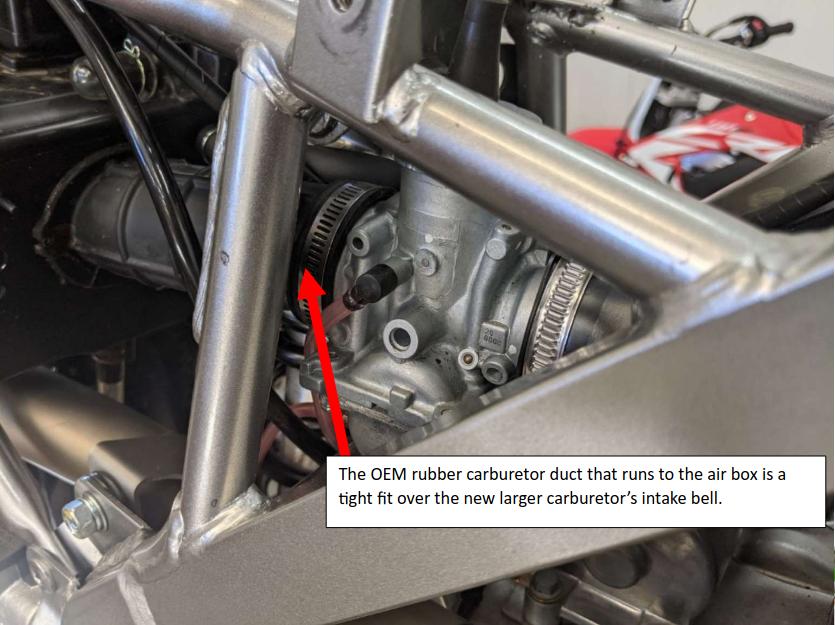 The OEM rubber carburetor duct that runs to the air box is a
tight fit over the new larger carburetor’s intake bell.